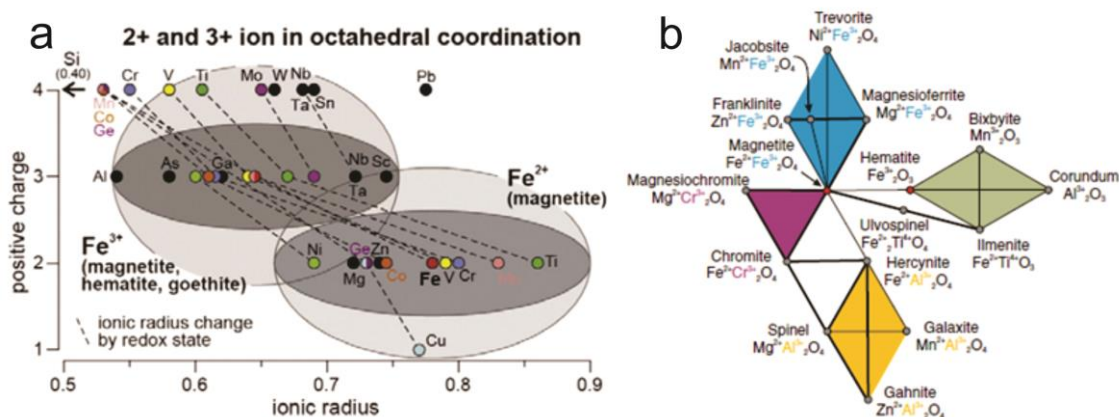 a
2+ and 3+ ion in octahedral coordination
Si
(0.40)
Cr
V
Ti
Mo
W
Nb
Ta
Sn
Pb
4
Mn
Co
Ge
As
Ga
Nb
Sc
3
Al
Ta
Fe2+
(magnetite)
positive charge
Fe3+
(magnetite,
hematite, goethite)
Ni
Ge
Zn
Ti
2
Mg
Co
Fe
V
Cr
ionic radius change
by redox state
1
Cu
0.5
0.6
0.7
0.8
0.9
ionic radius
b
Trevorite
Ni2+Fe3+2O4
Jacobsite
Mn2+Fe3+2O4
Franklinite
Zn2+Fe3+2O4
Magnesioferrite
Mg2+Fe3+2O4
Bixbyite
Mn3+2O3
Magnetite
Fe2+Fe3+2O4
Hematite
Fe3+2O3
Magnesiochromite
Mg2+Cr3+2O4
Corundum
Al3+2O3
Ulvospinel
Fe2+2Ti4+O4
Ilmenite
Fe2+Ti4+O3
Chromite
Fe2+Cr3+2O4
Hercynite
Fe2+Al3+2O4
Spinel
Mg2+Al3+2O4
Galaxite
Mn2+Al3+2O4
Gahnite
Zn2+Al3+2O4